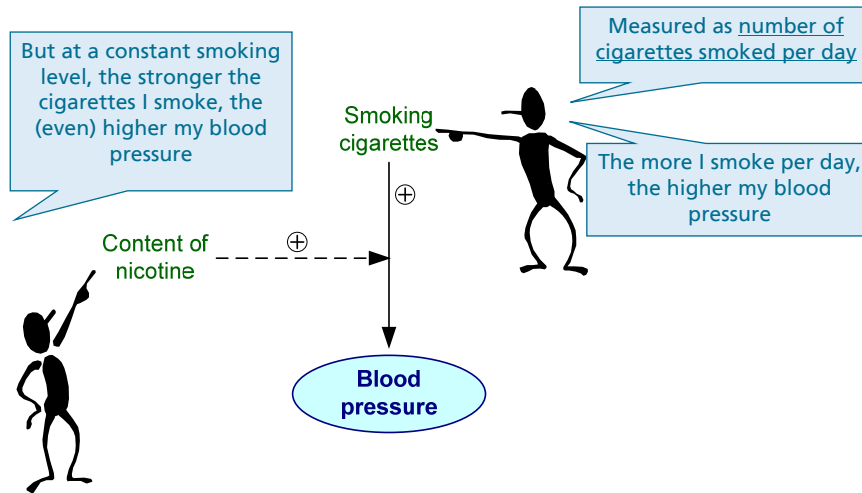 But at a constant smoking
level, the stronger the
cigarettes I smoke, the
(even) higher my blood
pressure
Measured as number of
cigarettes smoked per day
Smoking
cigarettes
The more I smoke per day,
the higher my blood
pressure
+
Content of
nicotine
+
Blood
pressure